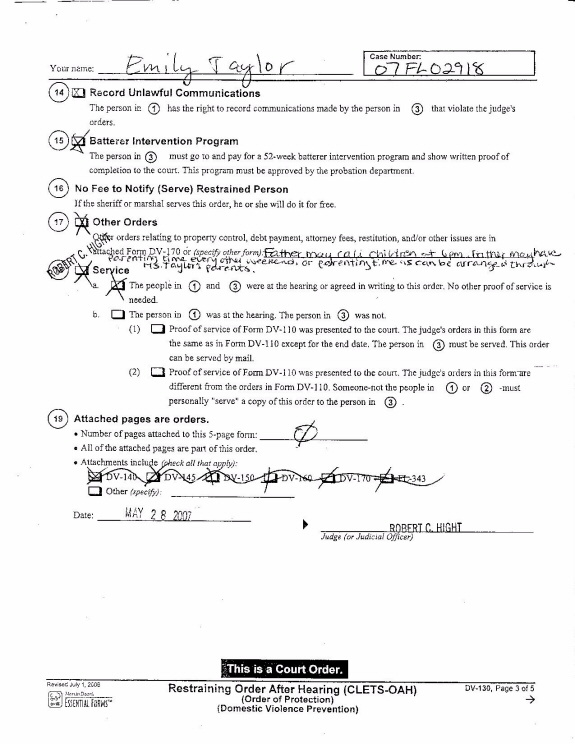 Your name: Emily Taylor
Case Number:
07FL02918
14 Record Unlawful Communications
The person in 1 has the right to record communications made by the person in 3 that violate the judge's
orders.
15 Batterer Intervention Program
The person in 3 must go to and pay for a 52-week batterer intervention program and show written proof of
completion to the court. This program must be approved by the probation department.
16 No Fee to Notify (Serve) Restrained Person
If the sheriff or marshal serves this order, he or she will do it for free.
17 Other Orders
Other orders relating to property control, debt payment, attorney fees, restitution, and/or other issues are in
attached Form DV-170 or (specify other form): Father may call children at 6pm. Father may have
parenting time every other weekend. or parenting time as can be arranged through
Ms. Taylor's parents.
ROBERT C. HIGHT
Service
a. The people in 1 and 3 were at the hearing or agreed in writing to this order. No other proof of service is
needed.
b. The person in 1 was at the hearing. The person in 3 was not.
(1) Proof of service of Form DV-110 was presented to the court. The judge's orders in this form are
the same as in Form DV-110 except for the end date. The person in 3 must be served. This order
can be served by mail.
(2) Proof of service of Form DV-110 was presented to the court. The judge's orders in this form are
different from the orders in Form DV-110. Someone-not the people in 1 or 2 -must
personally "serve" a copy of this order to the person in 3 .
19 Attached pages are orders.
• Number of pages attached to this 5-page form:
• All of the attached pages are part of this order.
• Attachments include (check all that apply):
DV-140 DV-145 DV-150 DV-160 DV-170 FL-343
Other (specify):
Date: MAY 28 2007
ROBERT C. HIGHT
Judge (or Judicial Officer)
This is a Court Order.
Revised July 1, 2008
Martin Dean's
ESSENTIAL FORMS™
Restraining Order After Hearing (CLETS-OAH)
(Order of Protection)
(Domestic Violence Prevention)
DV-130, Page 3 of 5